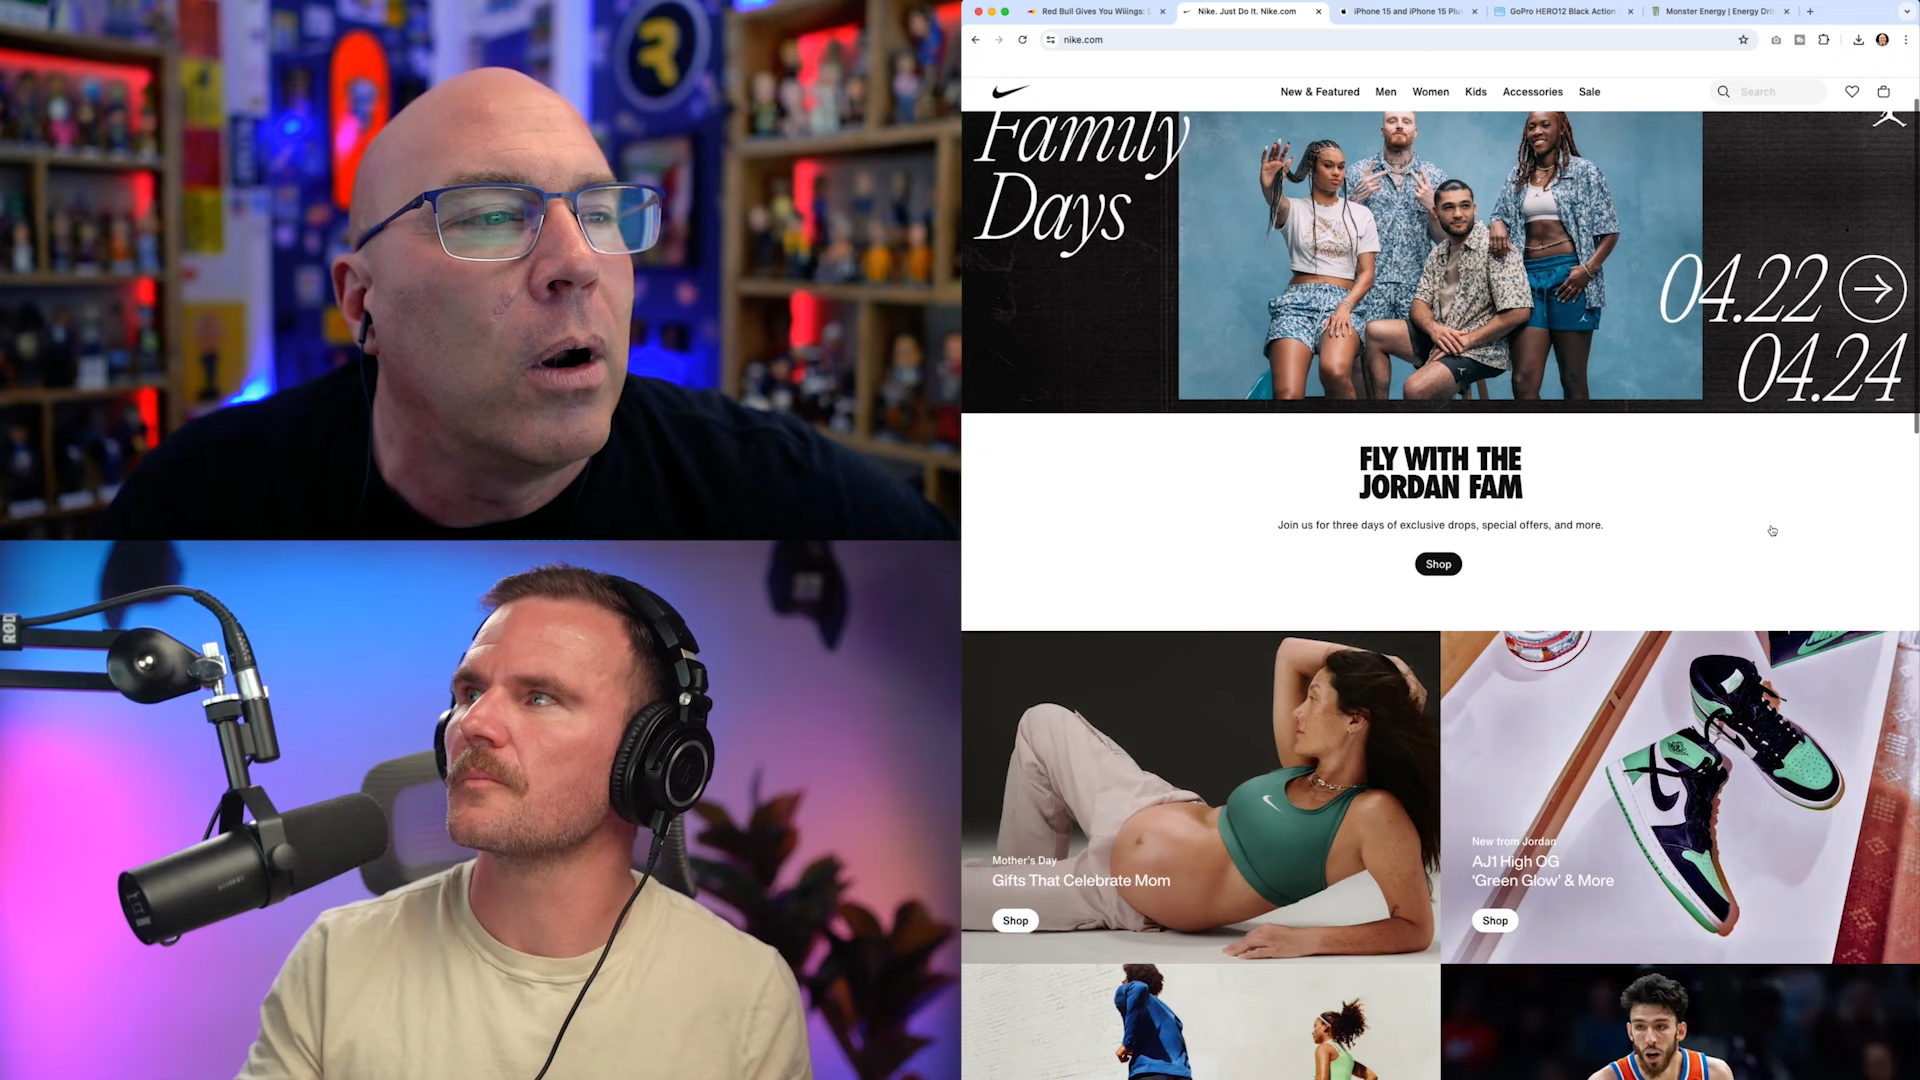 Red Bull Gives You Wiiings:
Nike. Just Do It. Nike.com
iPhone 15 and iPhone 15 Plu
GoPro HERO12 Black Action
Monster Energy | Energy Dri
nike.com
New & Featured
Men
Women
Kids
Accessories
Sale
Search
Family
Days
04.22
04.24
FLY WITH THE
JORDAN FAM
Join us for three days of exclusive drops, special offers, and more.
Shop
RØDE
Mother's Day
Gifts That Celebrate Mom
Shop
New from Jordan
AJ1 High OG
'Green Glow' & More
Shop